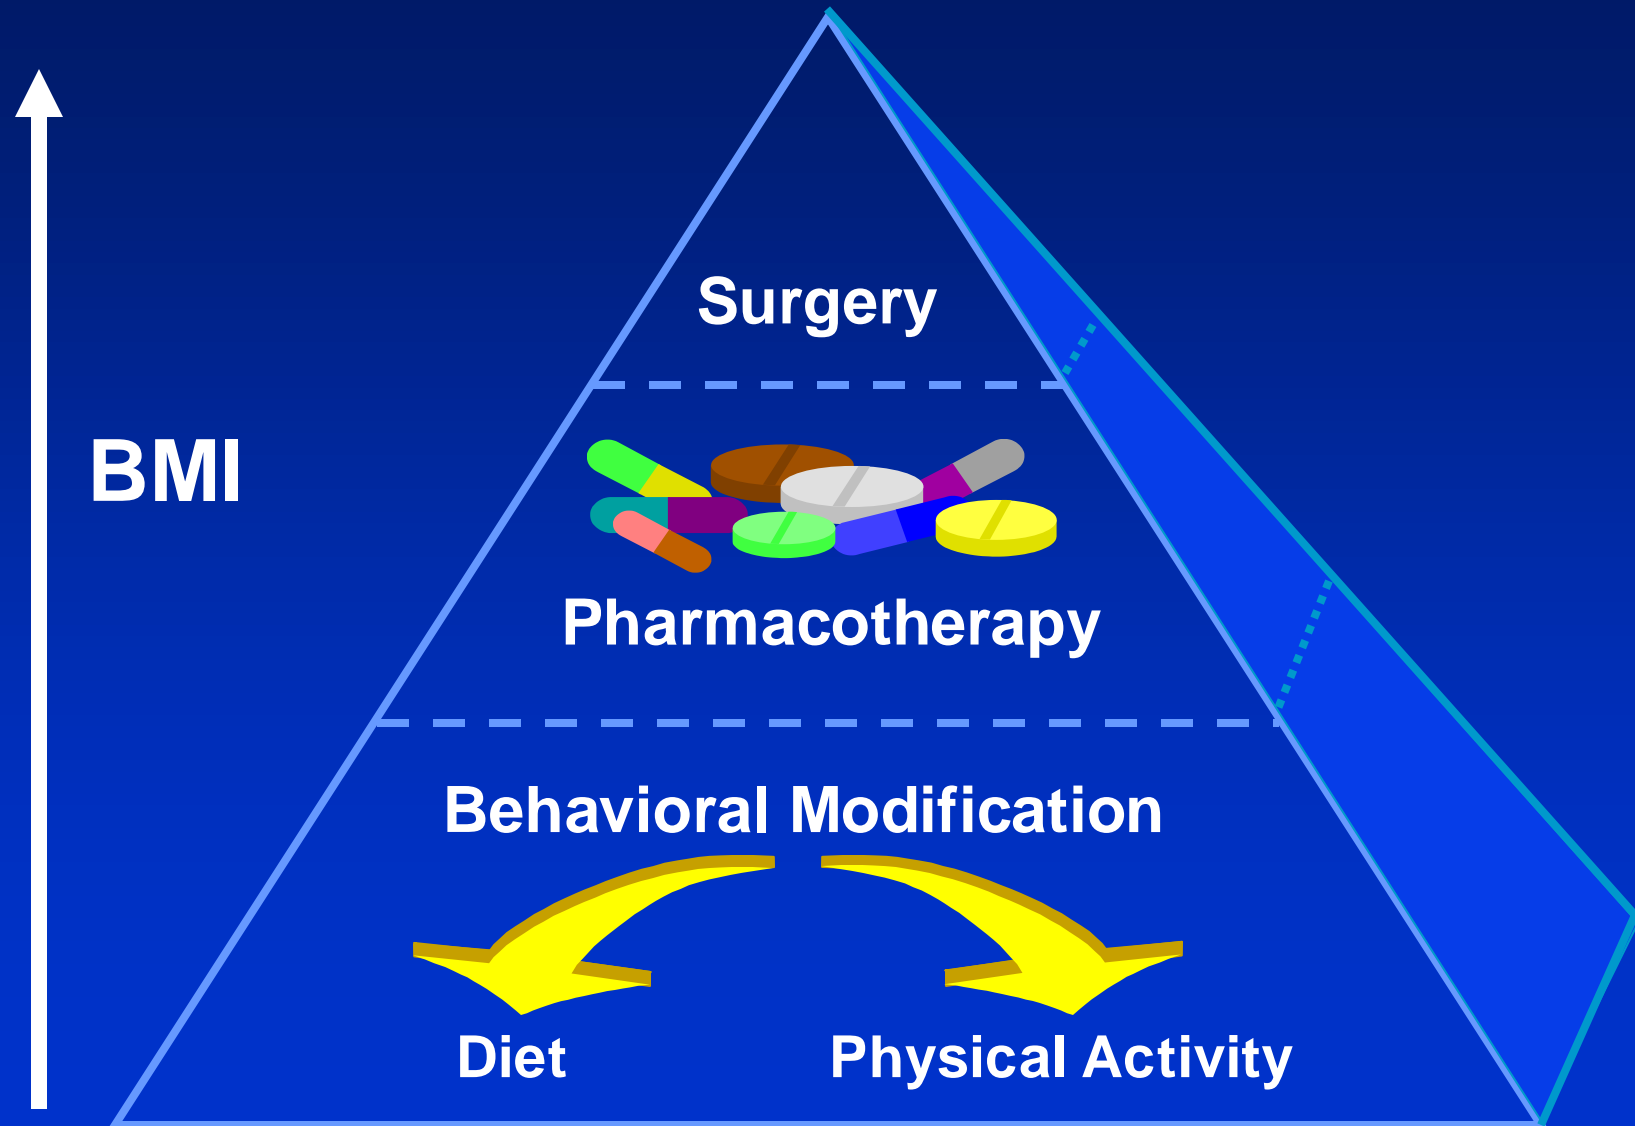 Surgery
BMI
Pharmacotherapy
Behavioral Modification
Diet
Physical Activity